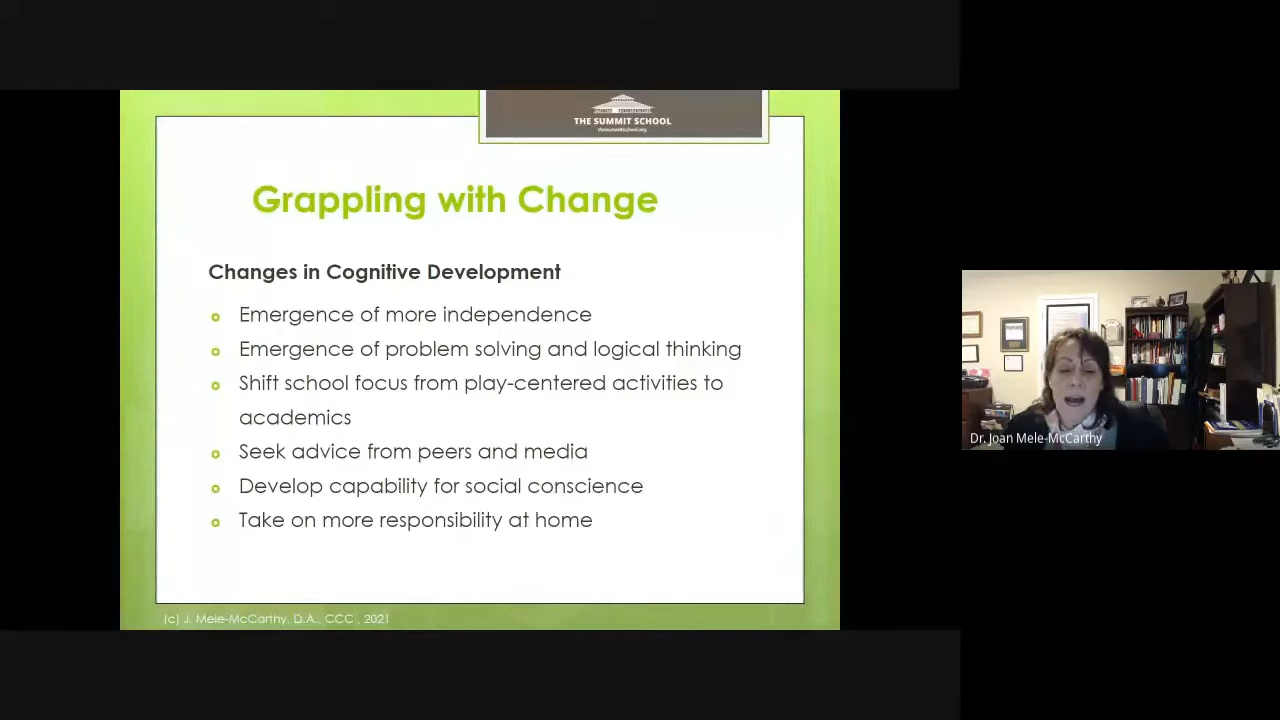 THE SUMMIT SCHOOL
thesummitschool.org
Grappling with Change
Changes in Cognitive Development
Emergence of more independence
Emergence of problem solving and logical thinking
Shift school focus from play-centered activities to
academics
Seek advice from peers and media
Develop capability for social conscience
Take on more responsibility at home
Dr. Joan Mele-McCarthy
(c) J. Mele-McCarthy, D.A., CCC , 2021